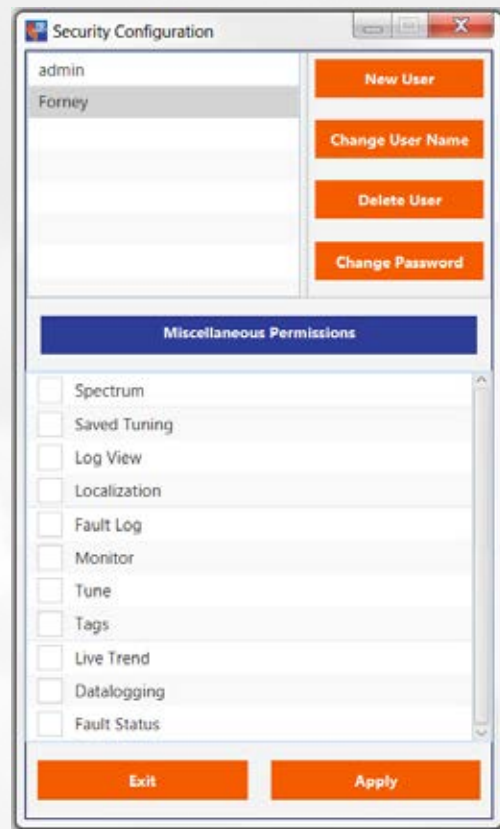 Security Configuration
admin
Forney
New User
Change User Name
Delete User
Change Password
Miscellaneous Permissions
Spectrum
Saved Tuning
Log View
Localization
Fault Log
Monitor
Tune
Tags
Live Trend
Datalogging
Fault Status
Exit
Apply